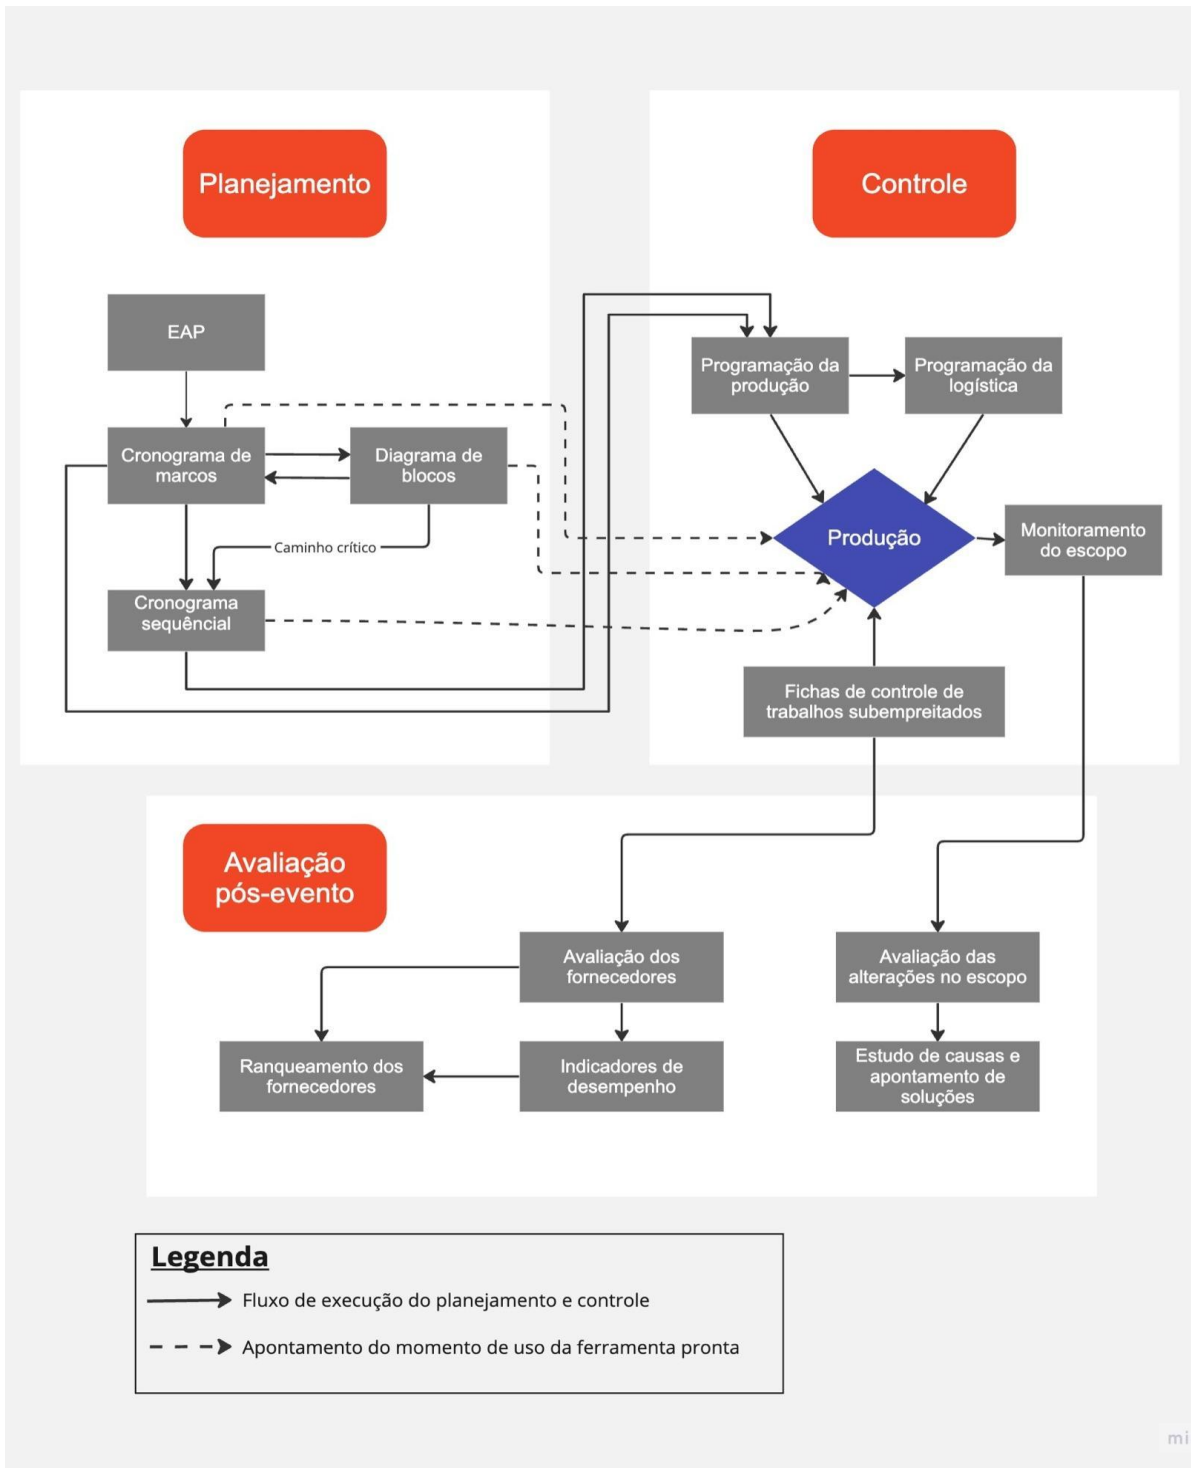 Planejamento
Controle
EAP
Cronograma de
marcos
Diagrama de
blocos
Caminho crítico
Cronograma
sequêncial
Programação da
produção
Programação da
logística
Produção
Monitoramento
do escopo
Fichas de controle de
trabalhos subempreitados
Avaliação
pós-evento
Avaliação dos
fornecedores
Avaliação das
alterações no escopo
Ranqueamento dos
fornecedores
Indicadores de
desempenho
Estudo de causas e
apontamento de
soluções
Legenda
Fluxo de execução do planejamento e controle
Apontamento do momento de uso da ferramenta pronta
mi